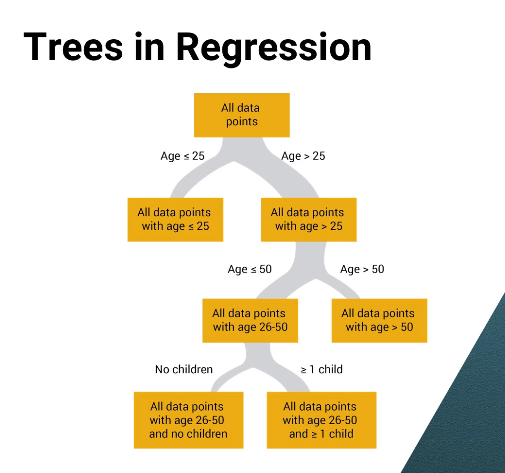 Trees in Regression
All data
points
Age ≤ 25
Age > 25
All data points
with age ≤ 25
All data points
with age > 25
Age ≤ 50
Age > 50
All data points
with age 26-50
All data points
with age > 50
No children
≥ 1 child
All data points
with age 26-50
and no children
All data points
with age 26-50
and ≥ 1 child